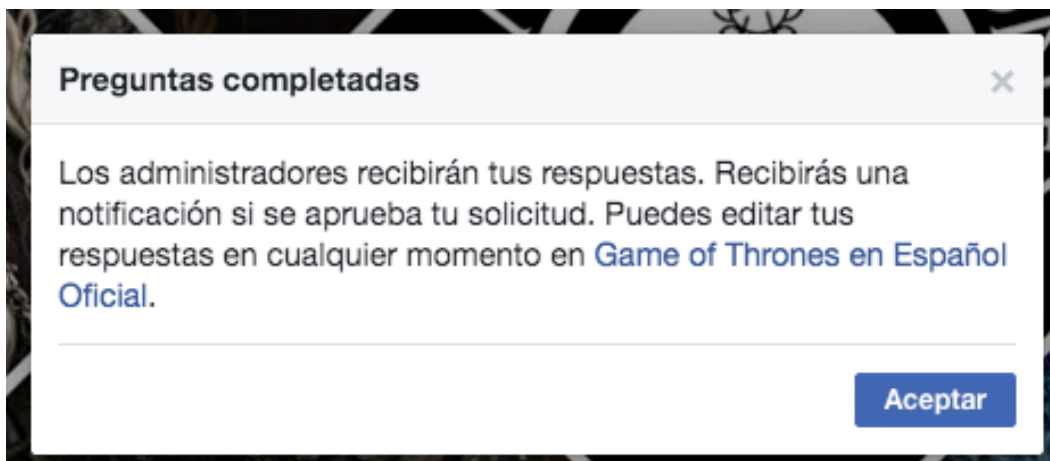 Preguntas completadas
Los administradores recibirán tus respuestas. Recibirás una
notificación si se aprueba tu solicitud. Puedes editar tus
respuestas en cualquier momento en Game of Thrones en Español
Oficial.
Aceptar